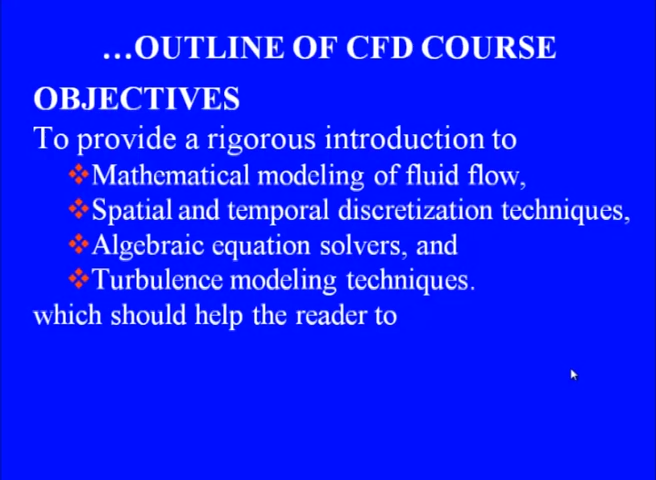 ...OUTLINE OF CFD COURSE
OBJECTIVES
To provide a rigorous introduction to
❖Mathematical modeling of fluid flow,
❖Spatial and temporal discretization techniques,
❖Algebraic equation solvers, and
❖Turbulence modeling techniques.
which should help the reader to